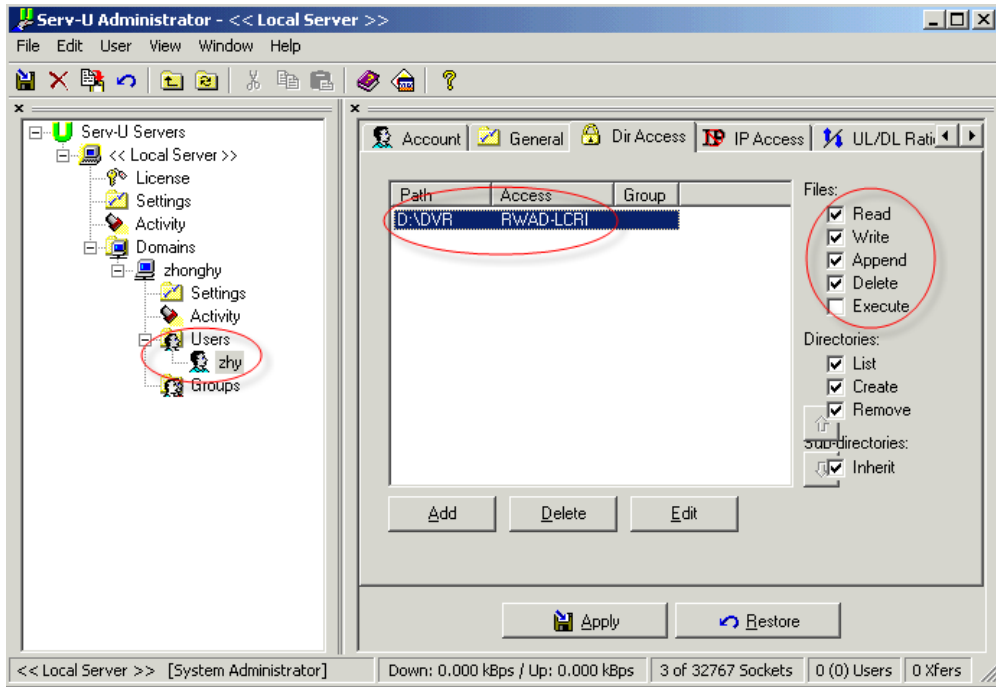 Serv-U Administrator - << Local Server >>
File Edit User View Window Help
Serv-U Servers
<< Local Server >>
License
Settings
Activity
Domains
zhonghy
Settings
Activity
Users
zhy
Groups
Account General Dir Access IP Access UL/DL
Path Access Group
D:\DVR RWAD-LCRI
Files:
Read
Write
Append
Delete
Execute
Directories:
List
Create
Remove
Sub-directories:
Inherit
Add Delete Edit
Apply Restore
<< Local Server >> [System Administrator] Down: 0.000 kBps / Up: 0.000 kBps 3 of 32767 Sockets 0 (0) Users 0 Xfers